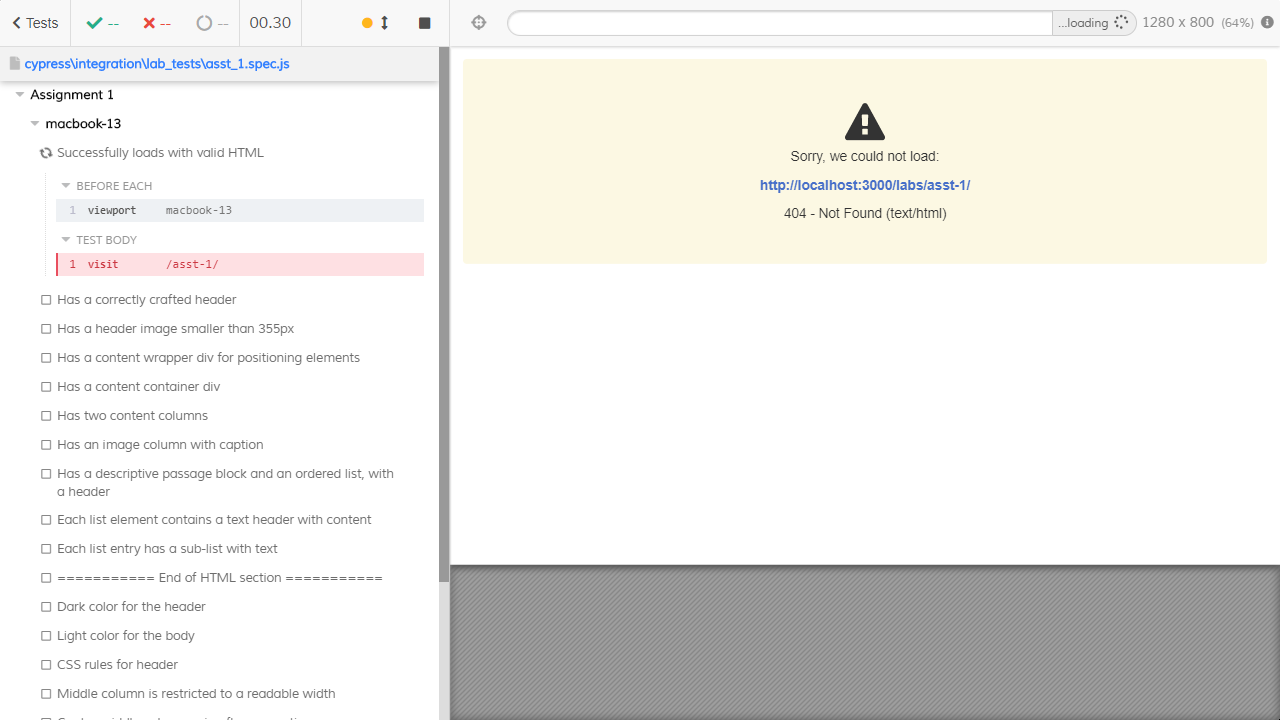 Tests -- -- -- 00.30
...loading 1280 x 800 (64%)
cypress\integration\lab_tests\asst_1.spec.js
Assignment 1
macbook-13
Successfully loads with valid HTML
BEFORE EACH
1 viewport macbook-13
TEST BODY
1 visit /asst-1/
Has a correctly crafted header
Has a header image smaller than 355px
Has a content wrapper div for positioning elements
Has a content container div
Has two content columns
Has an image column with caption
Has a descriptive passage block and an ordered list, with
a header
Each list element contains a text header with content
Each list entry has a sub-list with text
=========== End of HTML section ===========
Dark color for the header
Light color for the body
CSS rules for header
Middle column is restricted to a readable width
Sorry, we could not load:
http://localhost:3000/labs/asst-1/
404 - Not Found (text/html)